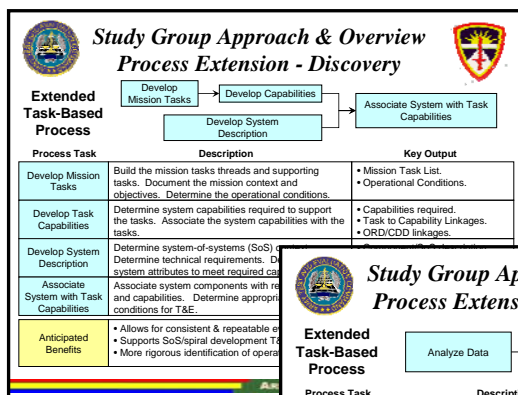 Study Group Approach & Overview
Process Extension - Discovery
Extended
Task-Based
Process
Develop
Mission Tasks
Develop Capabilities
Develop System
Description
Associate System with Task
Capabilities
Process Task
Description
Key Output
Develop Mission
Tasks
Build the mission tasks threads and supporting
tasks. Document the mission context and
objectives. Determine the operational conditions.
• Mission Task List.
• Operational Conditions.
Develop Task
Capabilities
Determine system capabilities required to support
the tasks. Associate the system capabilities with the
tasks.
• Capabilities required.
• Task to Capability Linkages.
• ORD/CDD linkages.
Develop System
Description
Determine system-of-systems (SoS)
Determine technical requirements.
system attributes to meet required
Associate
System with Task
Capabilities
Associate system components with
and capabilities. Determine
conditions for T&E.
Anticipated
Benefits
• Allows for consistent & repeatable
• Supports SoS/spiral development
• More rigorous identification of
Study Group
Process
Extended
Task-Based
Process
Analyze Data
Process Task